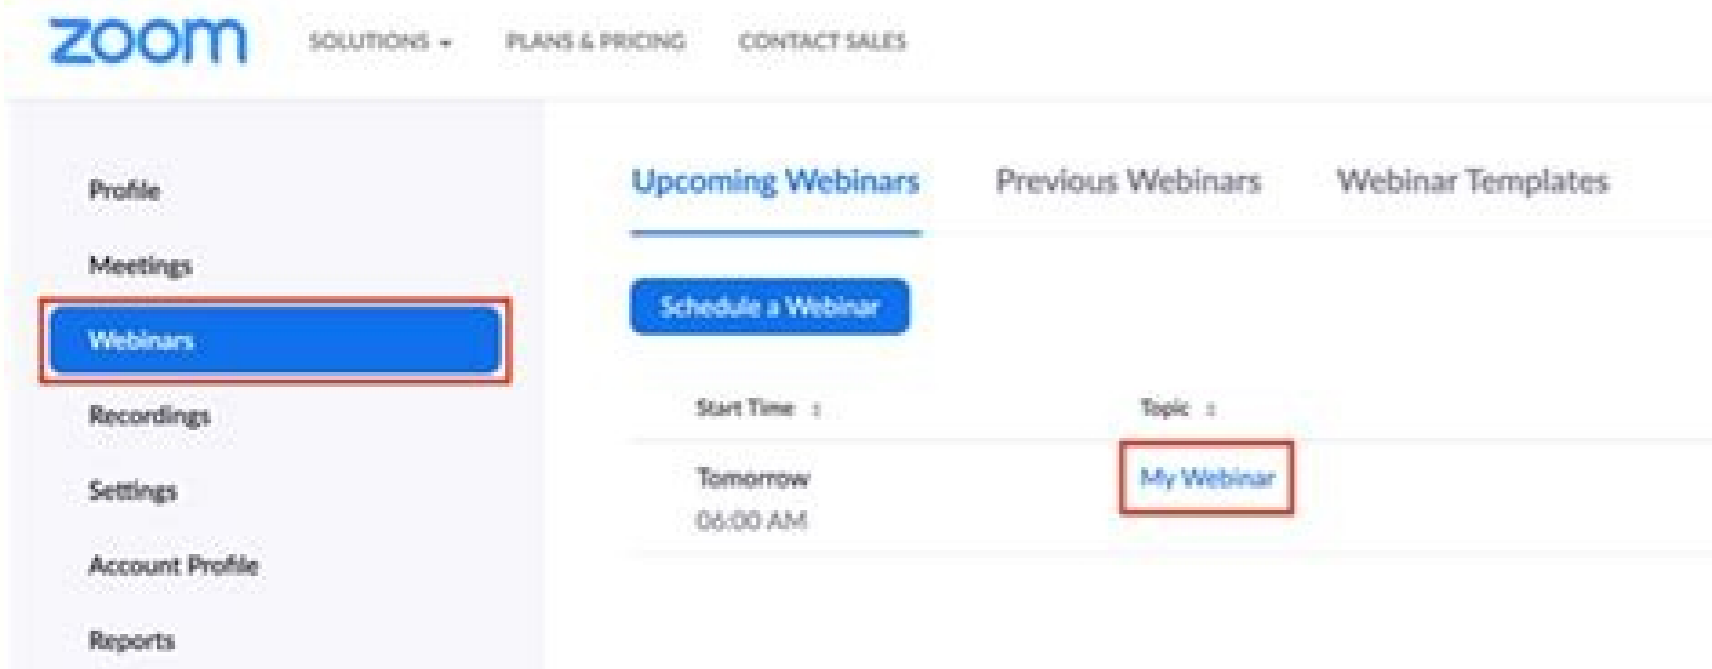 zoom SOLUTIONS PLANS & PRICING CONTACT SALES
Profile
Meetings
Webinars
Recordings
Settings
Account Profile
Reports
Upcoming Webinars Previous Webinars Webinar Templates
Schedule a Webinar
Start Time Topic
Tomorrow My Webinar
06:00 AM